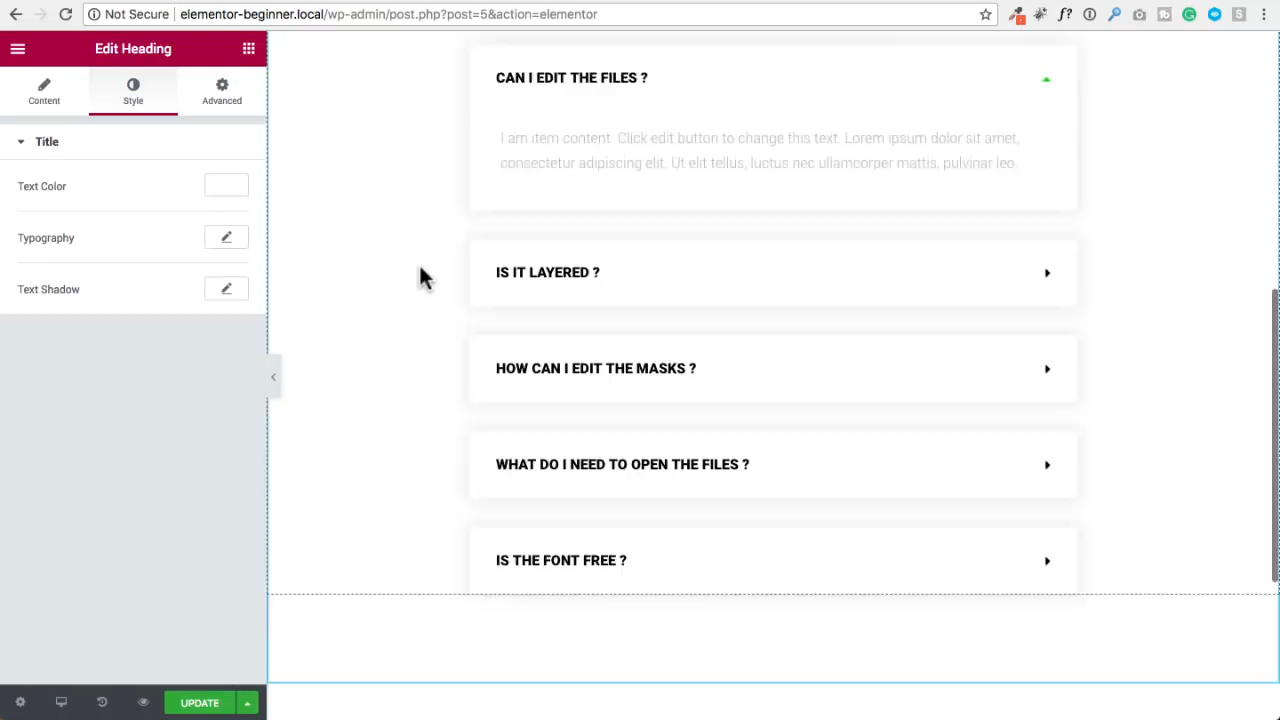 Not Secure | elementor-beginner.local/wp-admin/post.php?post=5&action=elementor
Edit Heading
Content
Style
Advanced
Title
Text Color
Typography
Text Shadow
UPDATE
CAN I EDIT THE FILES ?
I am item content. Click edit button to change this text. Lorem ipsum dolor sit amet,
consectetur adipiscing elit. Ut elit tellus, luctus nec ullamcorper mattis, pulvinar leo.
IS IT LAYERED ?
HOW CAN I EDIT THE MASKS ?
WHAT DO I NEED TO OPEN THE FILES ?
IS THE FONT FREE ?